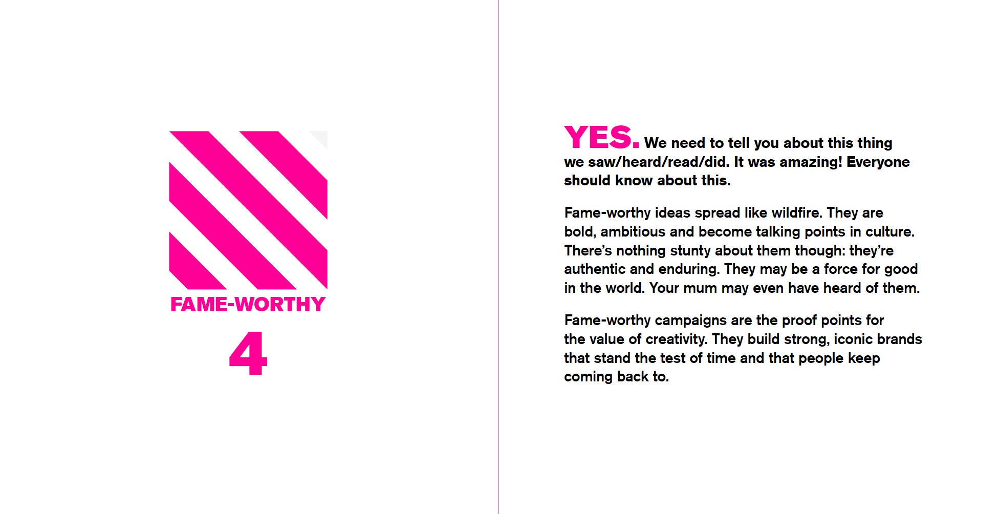 FAME-WORTHY
4
YES. We need to tell you about this thing
we saw/heard/read/did. It was amazing! Everyone
should know about this.
Fame-worthy ideas spread like wildfire. They are
bold, ambitious and become talking points in culture.
There’s nothing stunty about them though: they’re
authentic and enduring. They may be a force for good
in the world. Your mum may even have heard of them.
Fame-worthy campaigns are the proof points for
the value of creativity. They build strong, iconic brands
that stand the test of time and that people keep
coming back to.